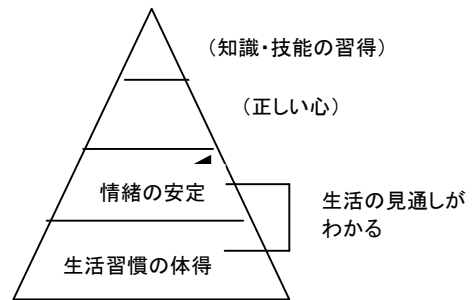 (知識・技能の習得)
(正しい心)
情緒の安定
生活の見通しが
わかる
生活習慣の体得